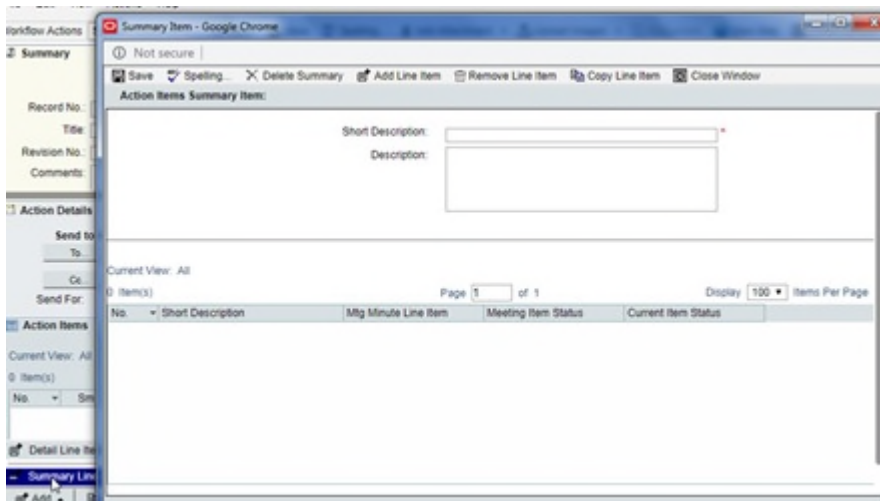 Summary Item - Google Chrome
Workflow Actions
Not secure
Summary
Save Spelling... Delete Summary Add Line Item Remove Line Item Copy Line Item Close Window
Action Items Summary Item:
Record No.:
Title:
Revision No.:
Comments:
Short Description: *
Description:
Action Details
Send to
To...
Cc...
Send For:
Action Items
Current View: All
0 Item(s)
No.
Detail Line
Summary Line
Add
Current View: All
0 Item(s)
Page 1 of 1
Display 100 Items Per Page
No. Short Description Mtg Minute Line Item Meeting Item Status Current Item Status